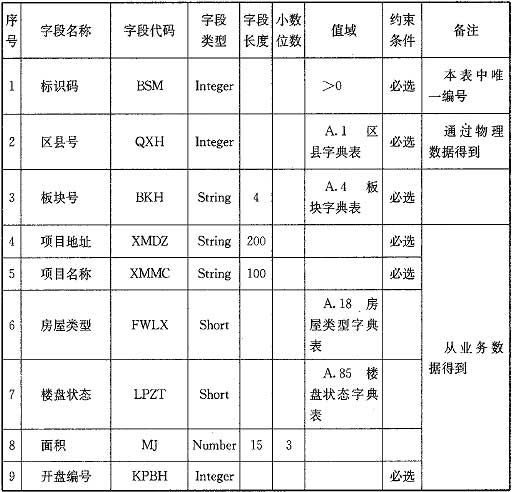 序号 字段名称 字段代码 字段类型 字段长度 小数位数 值域 约束条件 备注
1 标识码 BSM Integer >0 必选 本表中唯一编号
2 区县号 QXH Integer A.1 区县字典表 必选 通过物理数据得到
3 板块号 BKH String 4 A.4 板块字典表 必选
4 项目地址 XMDZ String 200 必选 从业务数据得到
5 项目名称 XMMC String 100 必选
6 房屋类型 FWLX Short A.18 房屋类型字典表
7 楼盘状态 LPZT Short A.85 楼盘状态字典表
8 面积 MJ Number 15 3
9 开盘编号 KPBH Integer 必选